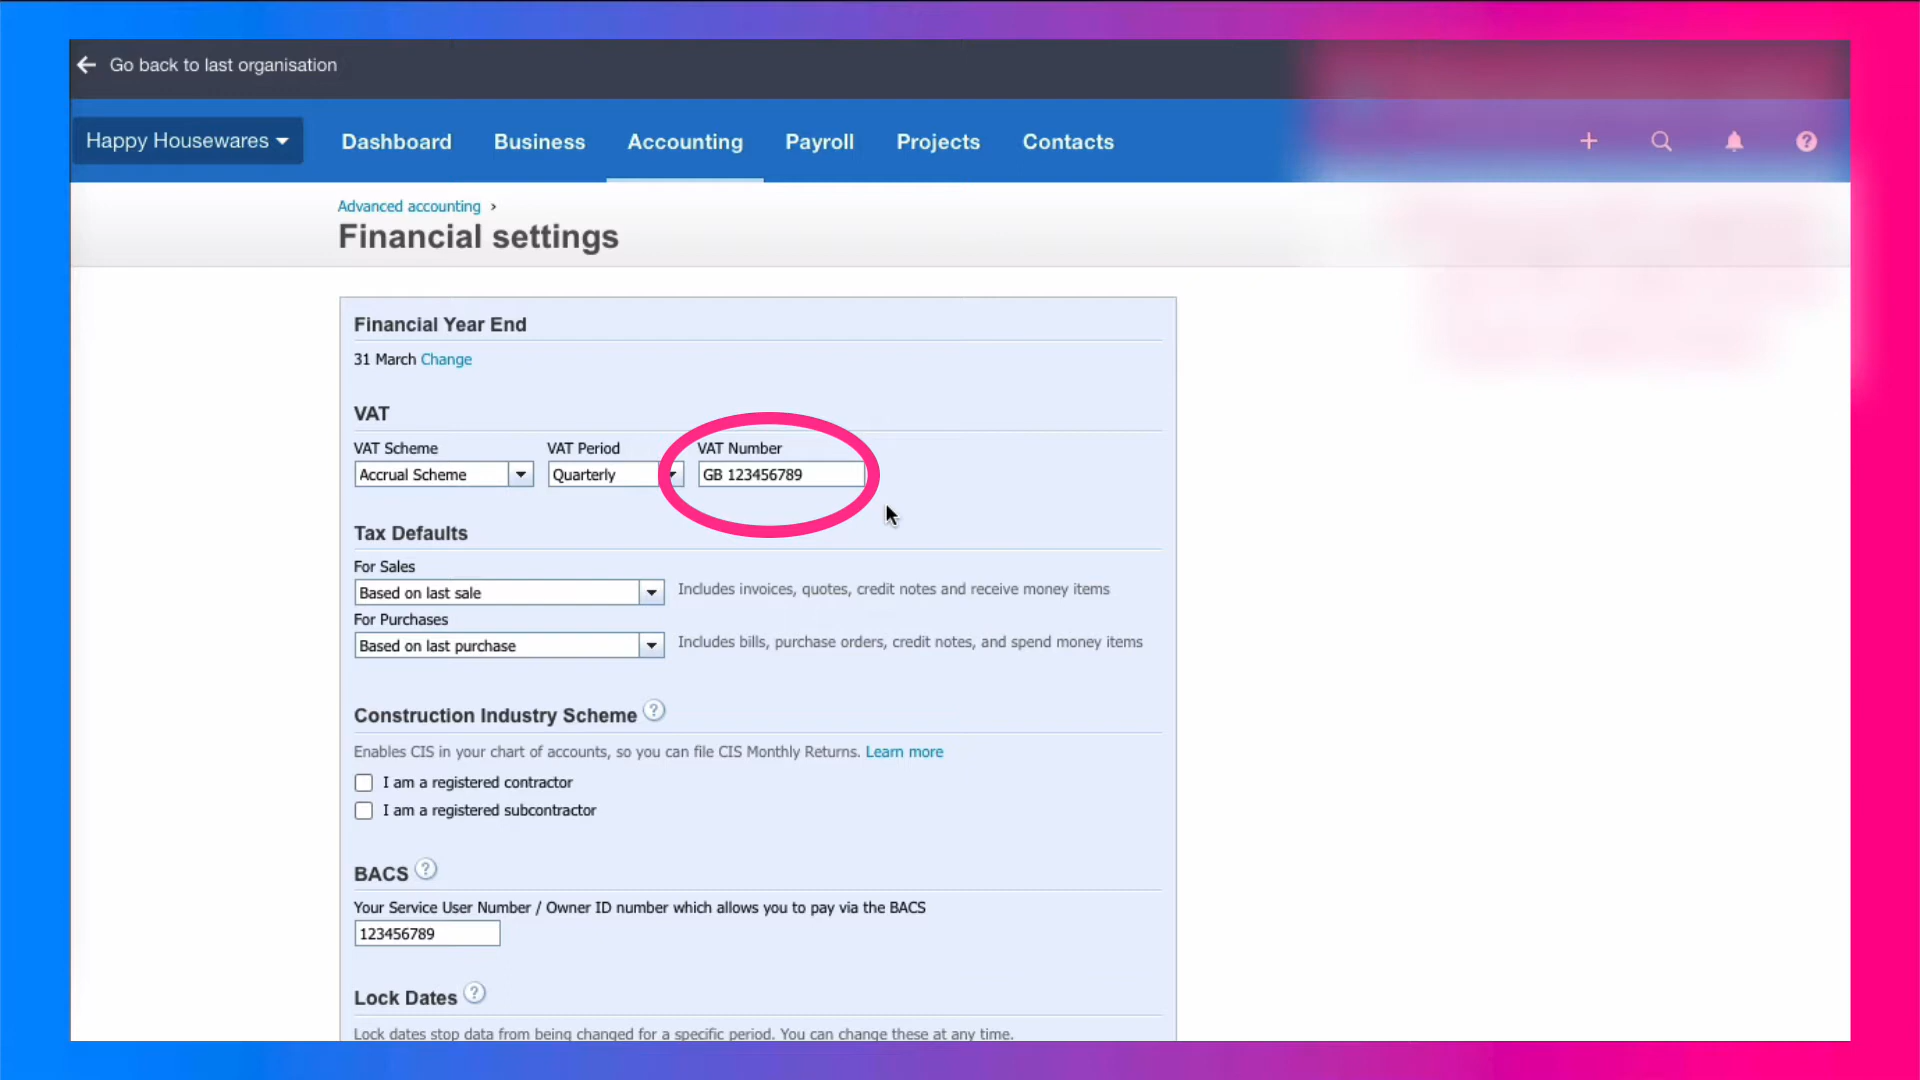 Go back to last organisation
Happy Housewares Dashboard Business Accounting Payroll Projects Contacts
Advanced accounting ›
Financial settings
Financial Year End
31 March Change
VAT
VAT Scheme VAT Period VAT Number
Accrual Scheme Quarterly GB 123456789
Tax Defaults
For Sales
Based on last sale Includes invoices, quotes, credit notes and receive money items
For Purchases
Based on last purchase Includes bills, purchase orders, credit notes, and spend money items
Construction Industry Scheme ?
Enables CIS in your chart of accounts, so you can file CIS Monthly Returns. Learn more
I am a registered contractor
I am a registered subcontractor
BACS ?
Your Service User Number / Owner ID number which allows you to pay via the BACS
123456789
Lock Dates ?
Lock dates stop data from being changed for a specific period. You can change these at any time.